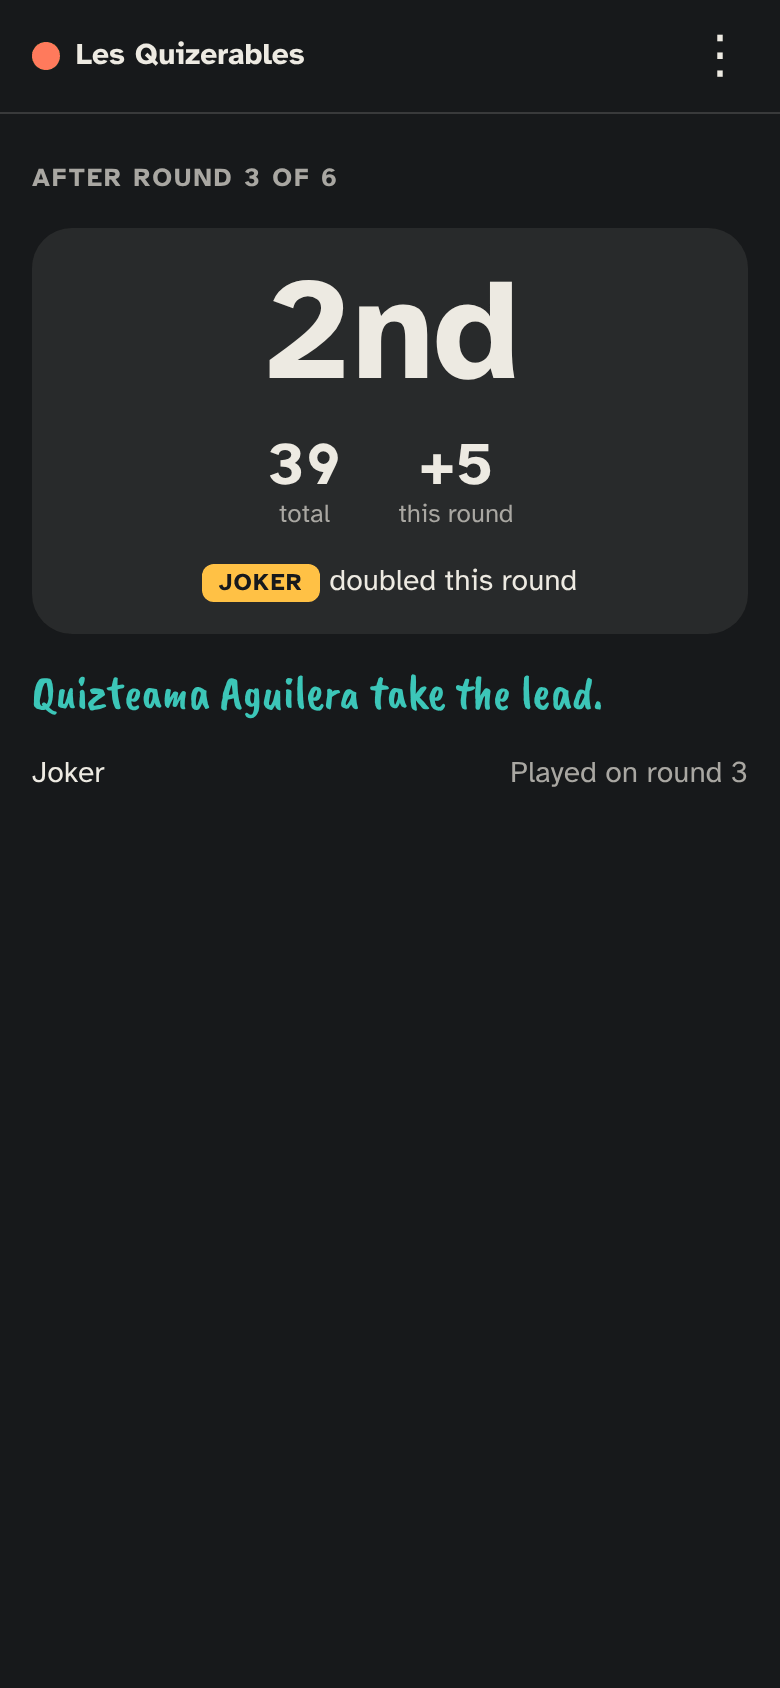 Les Quizerables
AFTER ROUND 3 OF 6
2nd
39 +5
total this round
JOKER doubled this round
Quizteama Aguilera take the lead.
Joker Played on round 3